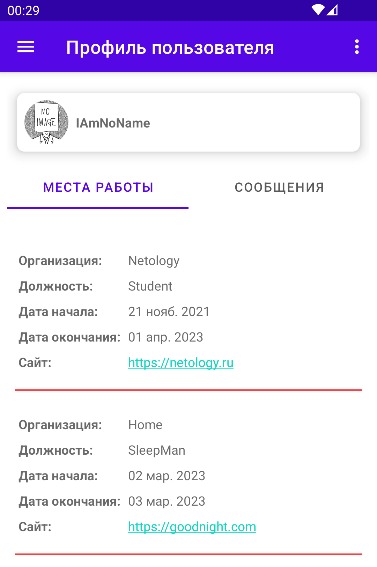 00:29
Профиль пользователя
NO
IMAGE
IAmNoName
МЕСТА РАБОТЫ СООБЩЕНИЯ
Организация: Netology
Должность: Student
Дата начала: 21 нояб. 2021
Дата окончания: 01 апр. 2023
Сайт: https://netology.ru
Организация: Home
Должность: SleepMan
Дата начала: 02 мар. 2023
Дата окончания: 03 мар. 2023
Сайт: https://goodnight.com